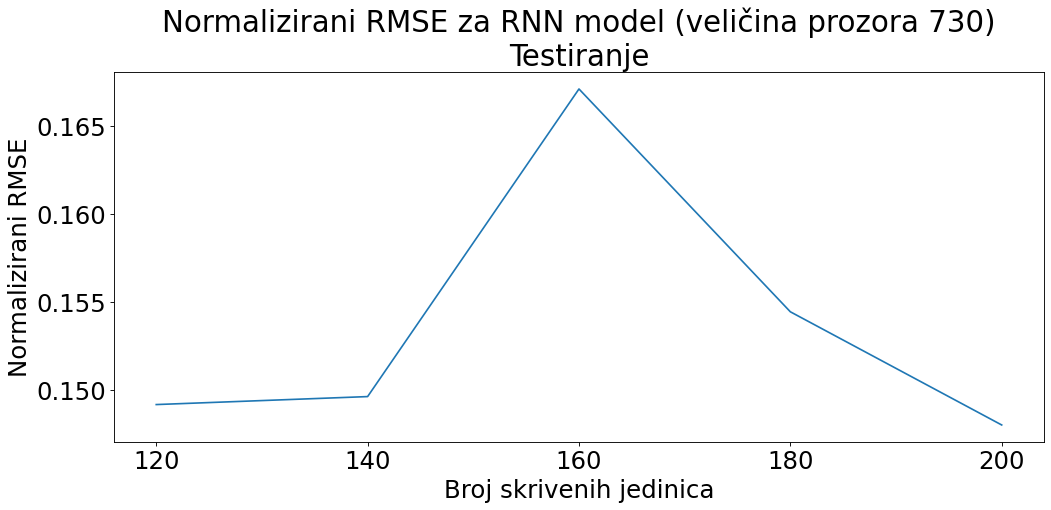 Normalizirani RMSE za RNN model (veličina prozora 730)
Testiranje
Normalizirani RMSE
0.165
0.160
0.155
0.150
120 140 160 180 200
Broj skrivenih jedinica